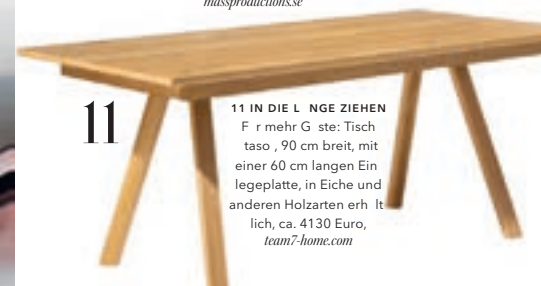 massproductions.se
11
11 IN DIE L NGE ZIEHEN
F r mehr G ste: Tisch
taso , 90 cm breit, mit
einer 60 cm langen Ein
legeplatte, in Eiche und
anderen Holzarten erh lt
lich, ca. 4130 Euro,
team7-home.com